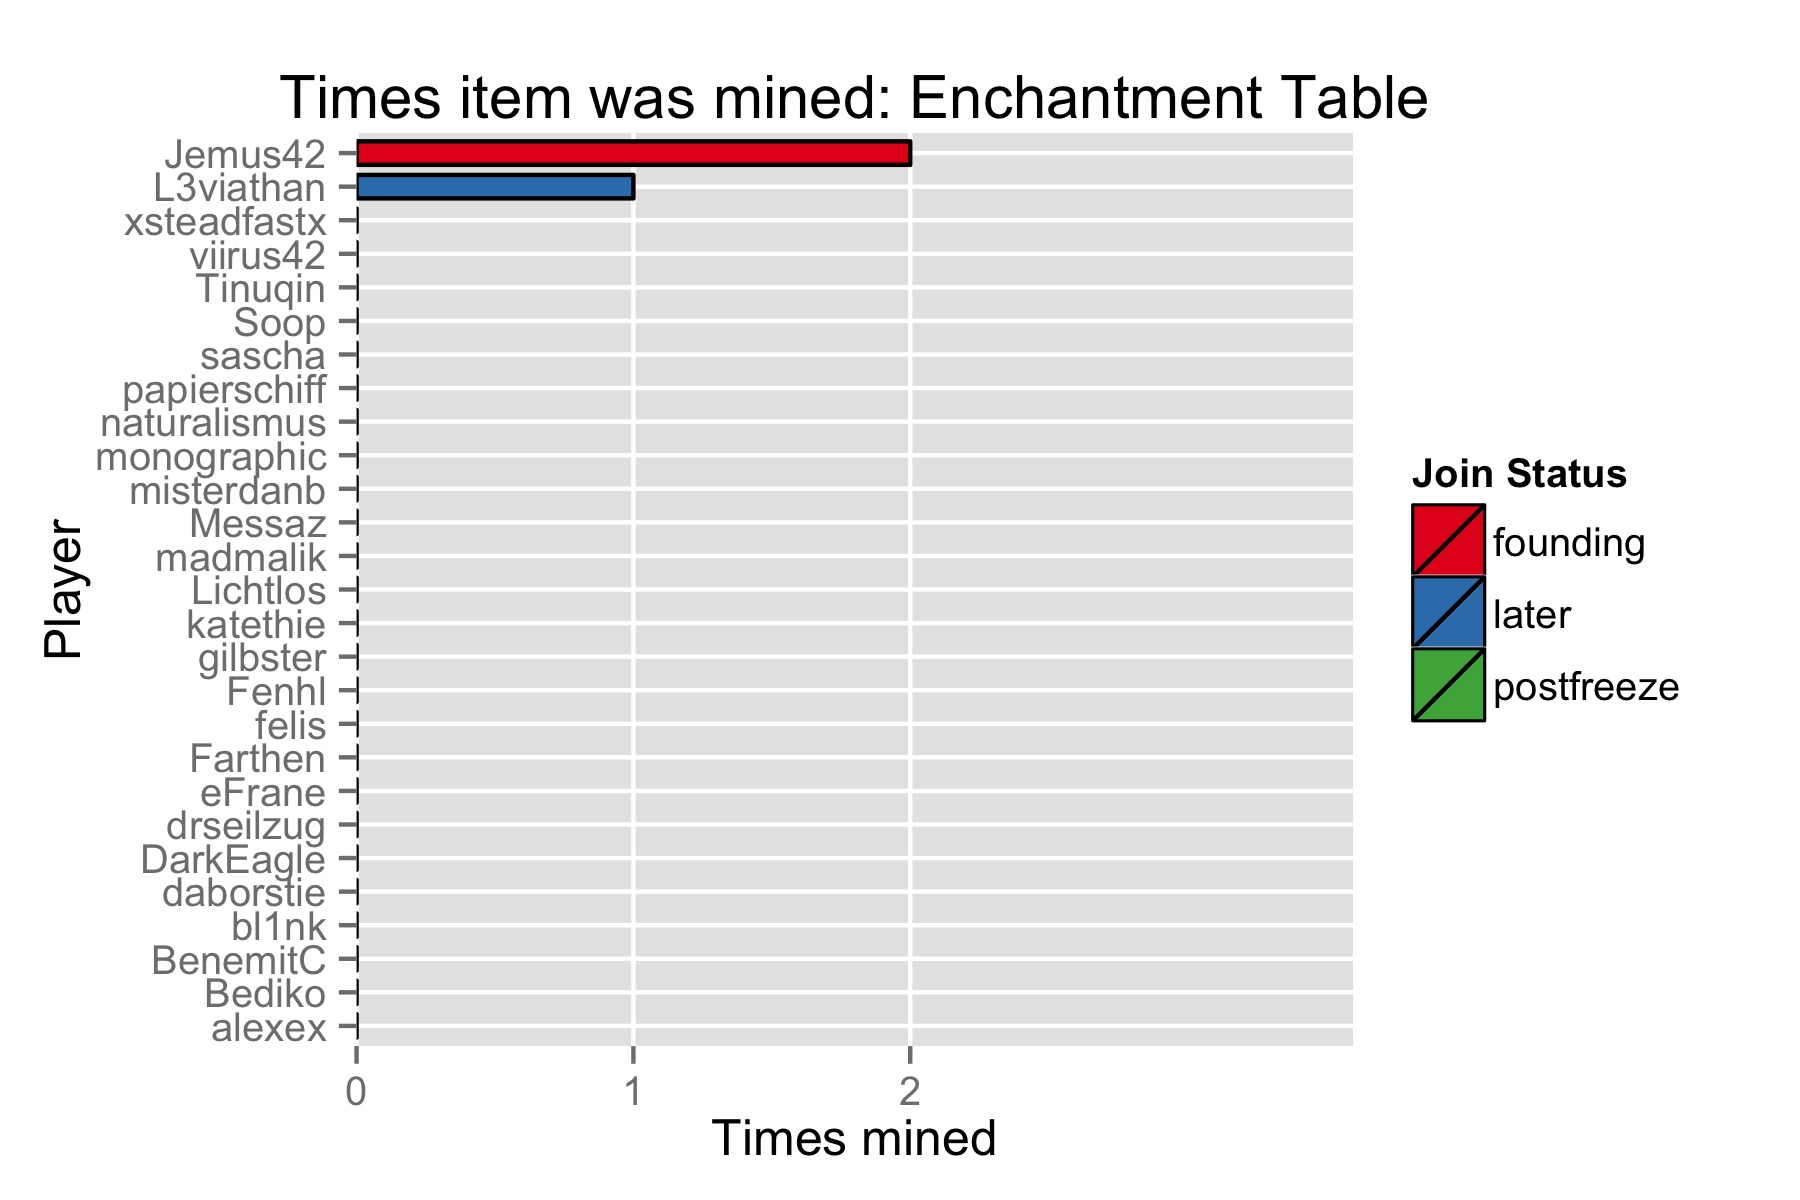 Times item was mined: Enchantment Table
Jemus42
L3viathan
xsteadfastx
viirus42
Tinuqin
Soop
sascha
papierschiff
naturalismus
monographic
misterdanb
Messaz
madmalik
Lichtlos
katethie
gilbster
Fenhl
felis
Farthen
eFrane
drseilzug
DarkEagle
daborstie
bl1nk
BenemitC
Bediko
alexex
Player
0 1 2
Times mined
Join Status
founding
later
postfreeze